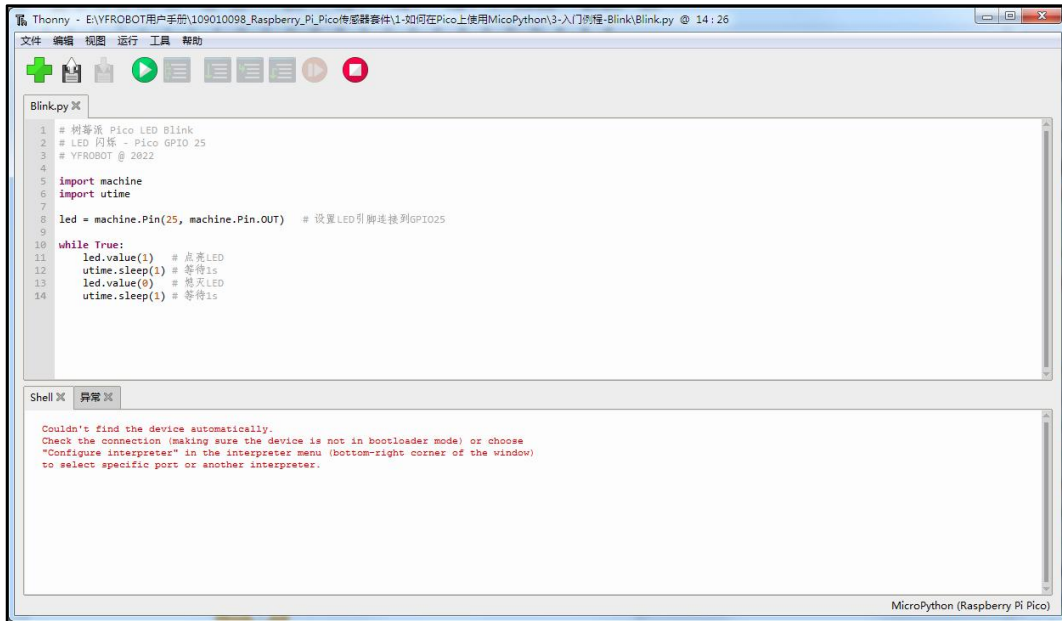 Thonny - E:\YFROBOT用户手册\109010098_Raspberry_Pi_Pico传感器套件\1-如何在Pico上使用MicoPython\3-入门例程-Blink\Blink.py @ 14 : 26
文件 编辑 视图 运行 工具 帮助
Blink.py
1 # 树莓派 Pico LED Blink
2 # LED 闪烁 - Pico GPIO 25
3 # YFROBOT @ 2022
4
5 import machine
6 import utime
7
8 led = machine.Pin(25, machine.Pin.OUT) # 设置LED引脚连接到GPIO25
9
10 while True:
11 led.value(1) # 点亮LED
12 utime.sleep(1) # 等待1s
13 led.value(0) # 熄灭LED
14 utime.sleep(1) # 等待1s
Shell 异常
Couldn't find the device automatically.
Check the connection (making sure the device is not in bootloader mode) or choose
"Configure interpreter" in the interpreter menu (bottom-right corner of the window)
to select specific port or another interpreter.
MicroPython (Raspberry Pi Pico)